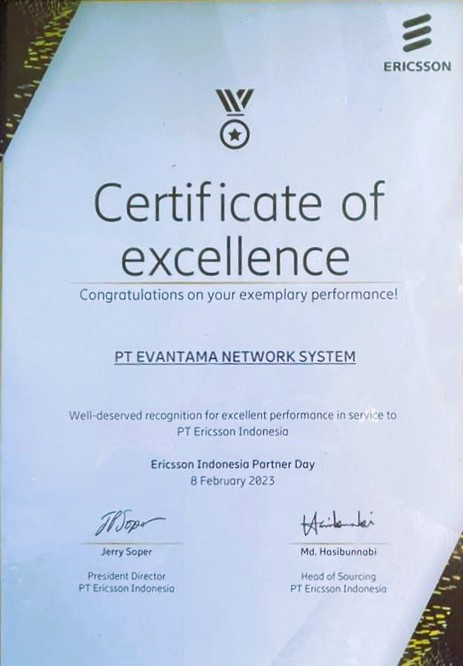 ERICSSON
Certificate of
excellence
Congratulations on your exemplary performance!
PT EVANTAMA NETWORK SYSTEM
Well-deserved recognition for excellent performance in service to
PT Ericsson Indonesia
Ericsson Indonesia Partner Day
8 February 2023
JPSoper
Hasibunnabi
Jerry Soper
Md. Hasibunnabi
President Director
Head of Sourcing
PT Ericsson Indonesia
PT Ericsson Indonesia